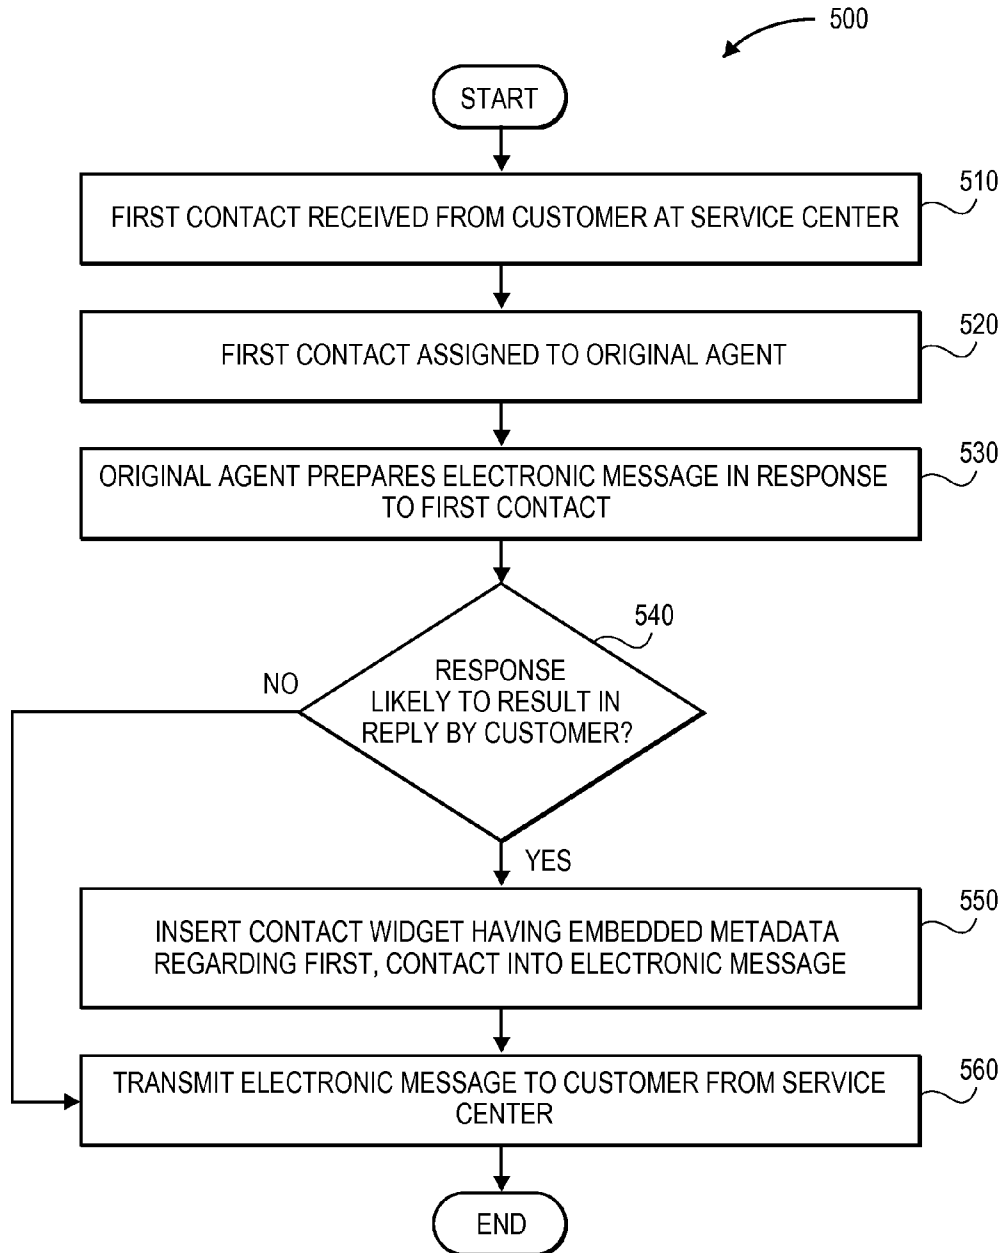 500
START
510
FIRST CONTACT RECEIVED FROM CUSTOMER AT SERVICE CENTER
520
FIRST CONTACT ASSIGNED TO ORIGINAL AGENT
530
ORIGINAL AGENT PREPARES ELECTRONIC MESSAGE IN RESPONSE
TO FIRST CONTACT
540
RESPONSE
LIKELY TO RESULT IN
REPLY BY CUSTOMER?
NO
YES
550
INSERT CONTACT WIDGET HAVING EMBEDDED METADATA
REGARDING FIRST, CONTACT INTO ELECTRONIC MESSAGE
560
TRANSMIT ELECTRONIC MESSAGE TO CUSTOMER FROM SERVICE
CENTER
END